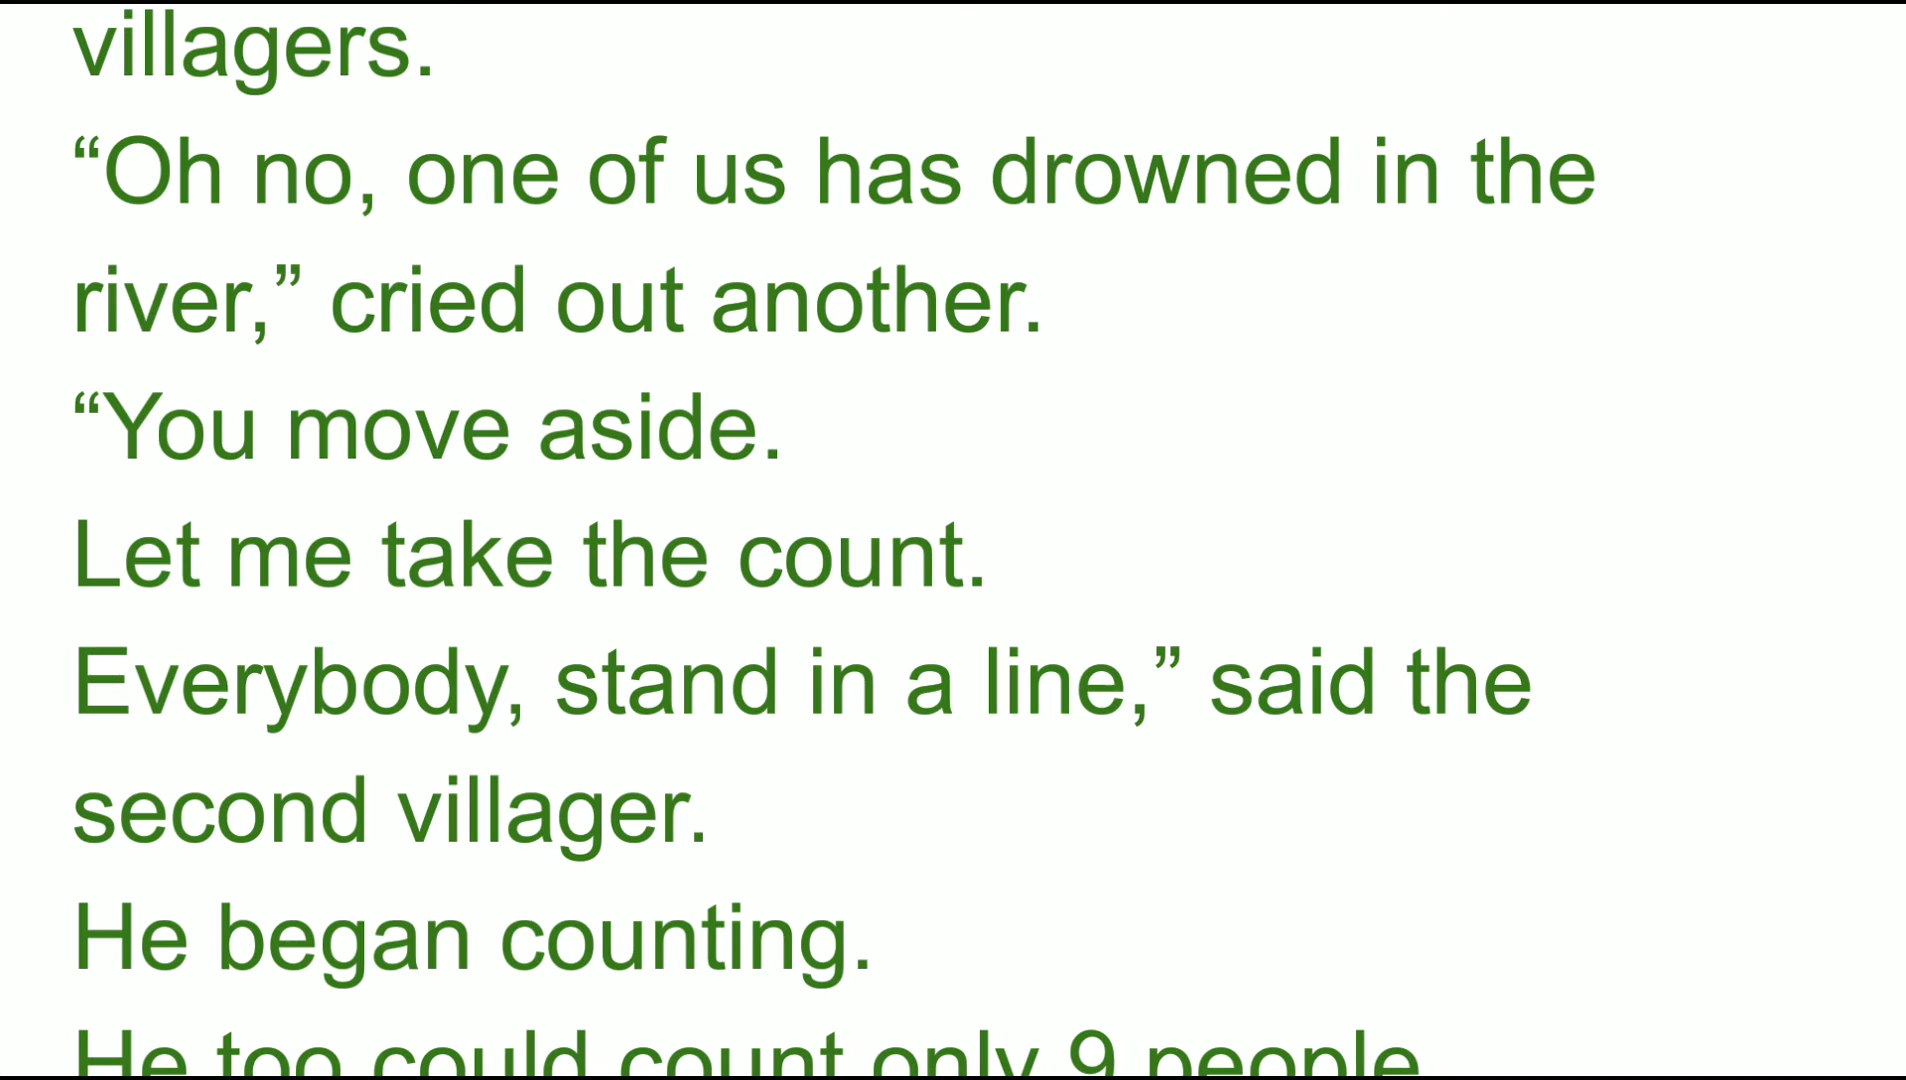 villagers.
“Oh no, one of us has drowned in the
river,” cried out another.
“You move aside.
Let me take the count.
Everybody, stand in a line,” said the
second villager.
He began counting.
He too could count only 9 people